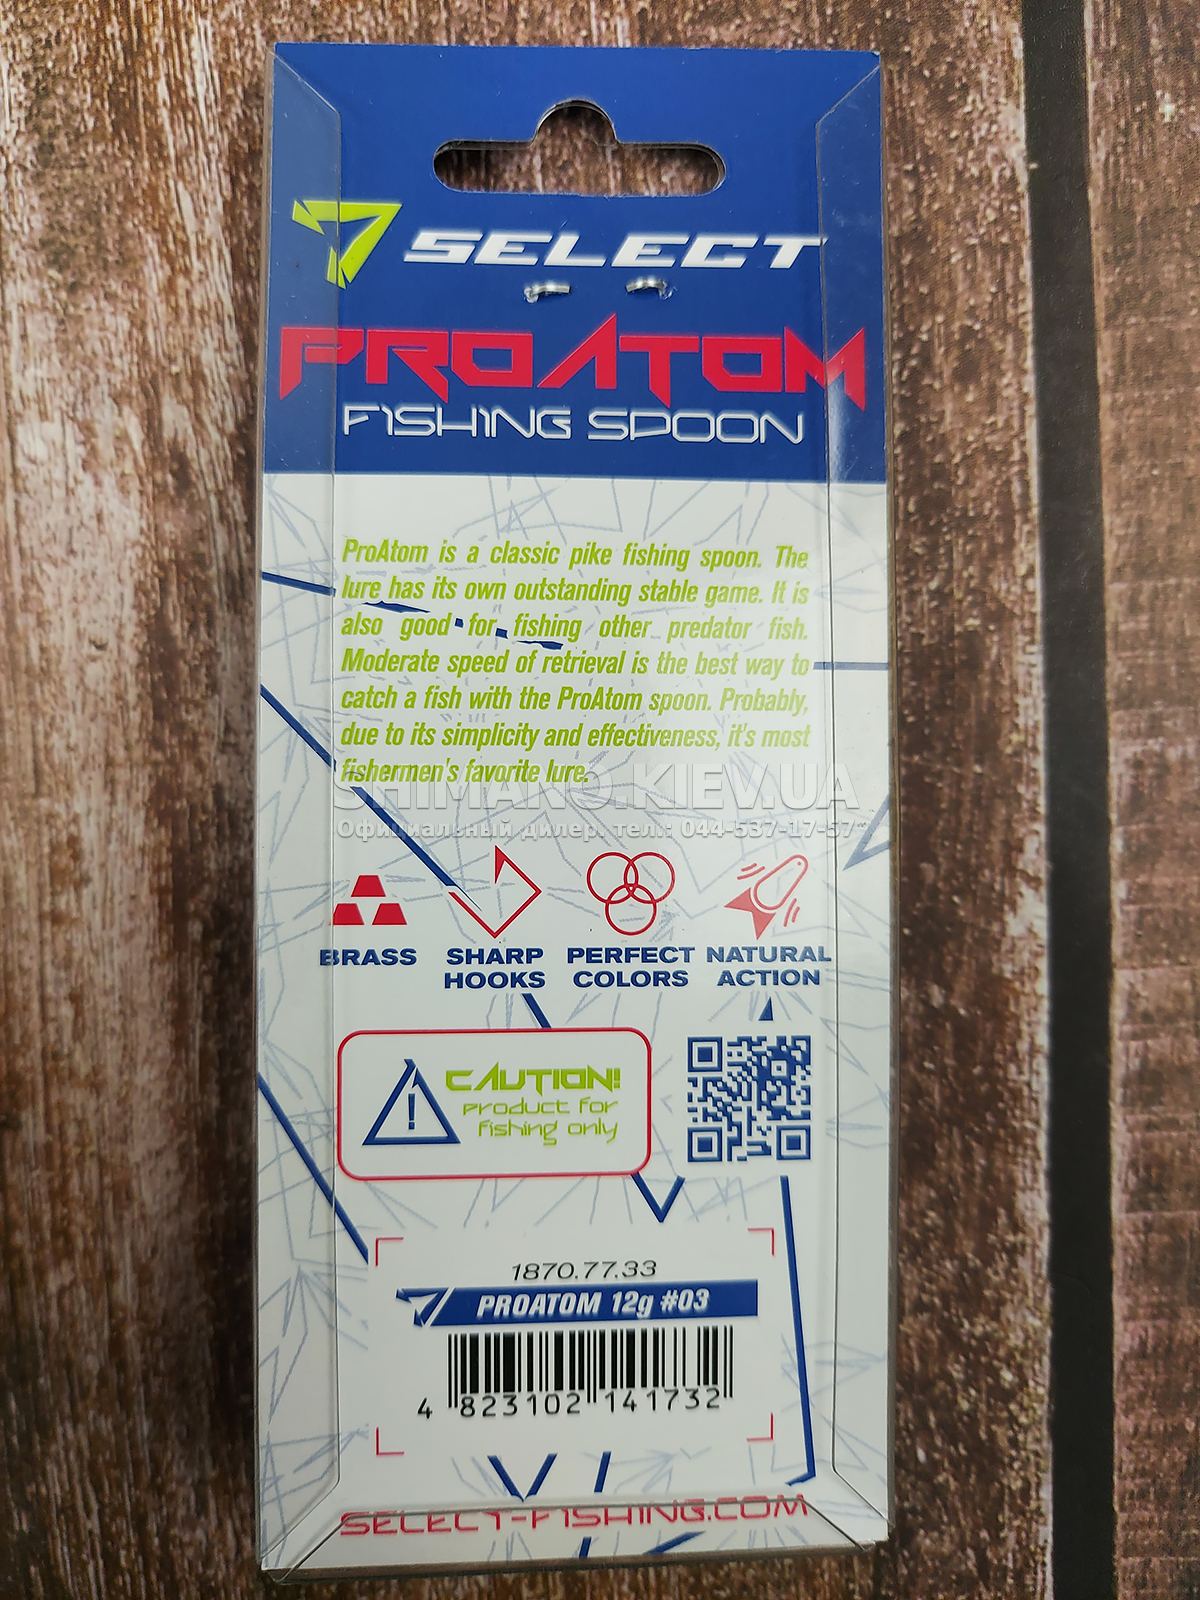 SELECT
PROATOM
FISHING SPOON
ProAtom is a classic pike fishing spoon. The
lure has its own outstanding stable game. It is
also good for fishing other predator fish.
Moderate speed of retrieval is the best way to
catch a fish with the ProAtom spoon. Probably,
due to its simplicity and effectiveness, it's most
fishermen's favorite lure.
SHIMANO.KIEV.UA
Официальный дилер. тел.: 044-537-17-57
BRASS
SHARP
HOOKS
PERFECT
COLORS
NATURAL
ACTION
!
CAUTION!
product for
fishing only
1870.77.33
PROATOM 12g #03
4 823102 141732
SELECT-FISHING.COM